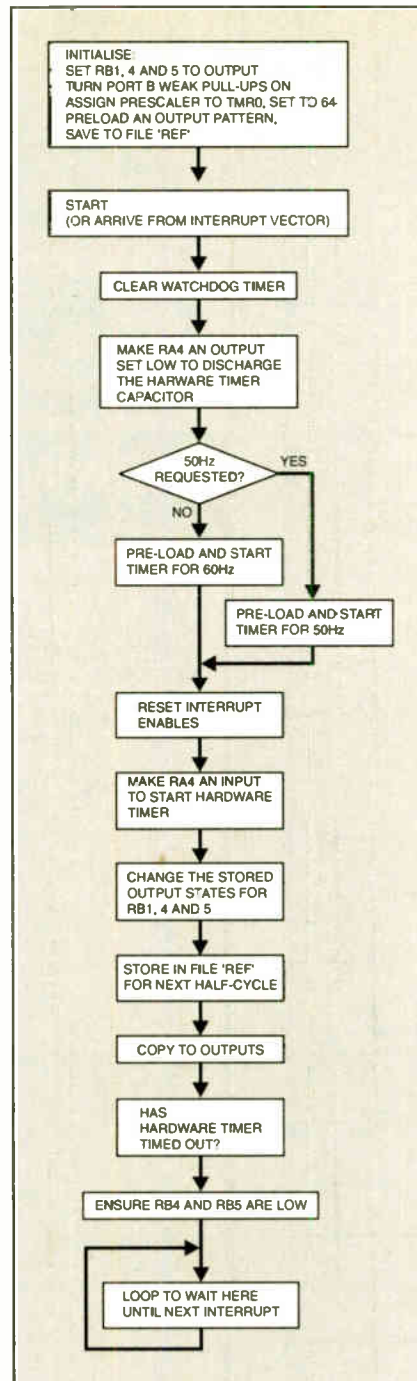 INITIALISE:
SET RB1, 4 AND 5 TO OUTPUT
TURN PORT B WEAK PULL-UPS ON
ASSIGN PRESCALER TO TMR0, SET TO 64
PRELOAD AN OUTPUT PATTERN,
SAVE TO FILE 'REF'
START
(OR ARRIVE FROM INTERRUPT VECTOR)
CLEAR WATCHDOG TIMER
MAKE RA4 AN OUTPUT
SET LOW TO DISCHARGE
THE HARWARE TIMER
CAPACITOR
50Hz
REQUESTED?
YES
NO
PRE-LOAD AND START
TIMER FOR 60Hz
PRE-LOAD AND START
TIMER FOR 50Hz
RESET INTERRUPT
ENABLES
MAKE RA4 AN INPUT
TO START HARDWARE
TIMER
CHANGE THE STORED
OUTPUT STATES FOR
RB1, 4 AND 5
STORE IN FILE 'REF'
FOR NEXT HALF-CYCLE
COPY TO OUTPUTS
HAS
HARDWARE TIMER
TIMED OUT?
ENSURE RB4 AND RB5 ARE LOW
LOOP TO WAIT HERE
UNTIL NEXT INTERRUPT